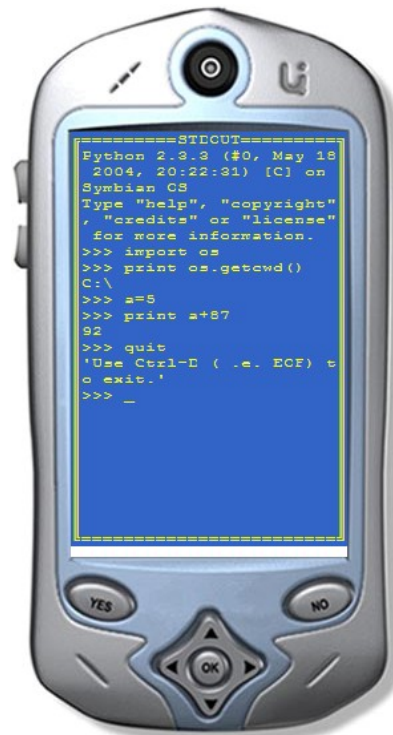 STDOUT
Python 2.3.3 (#0, May 18
2004, 20:22:31) [C] on
Symbian OS
Type "help", "copyright"
, "credits" or "license"
for more information.
>>> import os
>>> print os.getcwd()
C:\
>>> a=5
>>> print a+87
92
>>> quit
'Use Ctrl-D ( .e. EOF) t
o exit.'
>>> _
YES
NO
OK